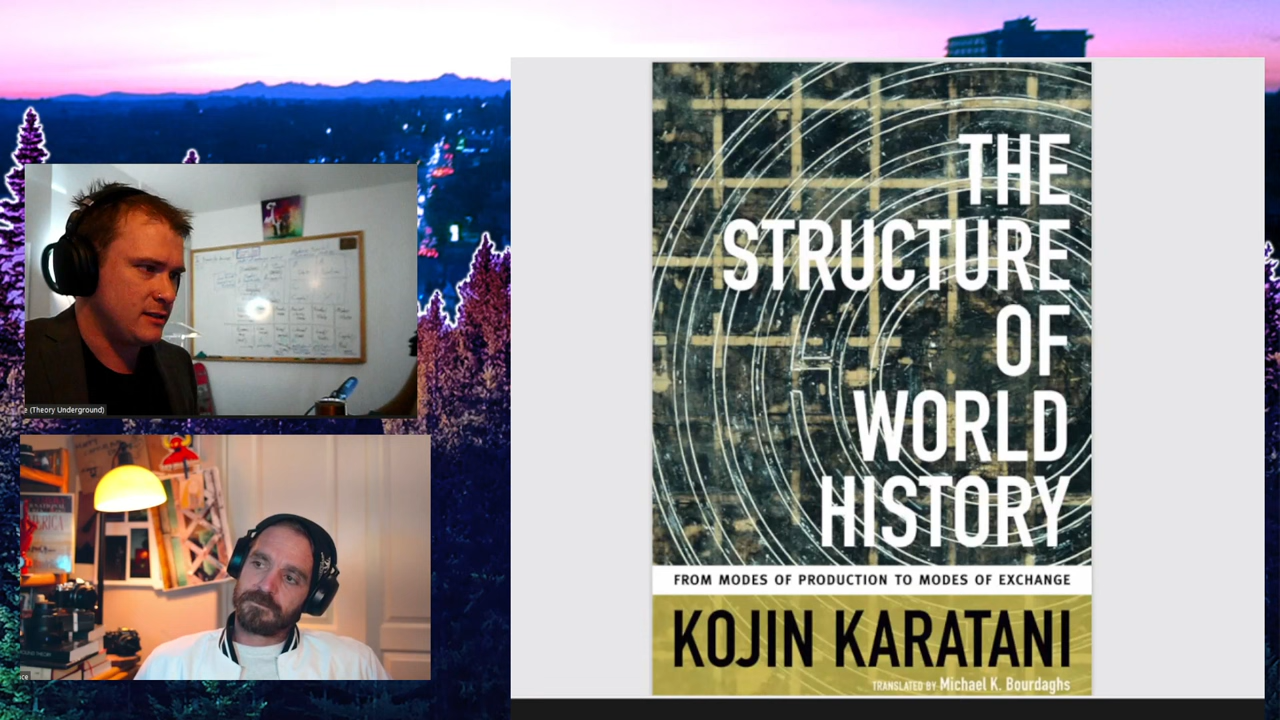 e (Theory Underground)
THE
STRUCTURE
OF
WORLD
HISTORY
FROM MODES OF PRODUCTION TO MODES OF EXCHANGE
KOJIN KARATANI
TRANSLATED BY Michael K. Bourdaghs